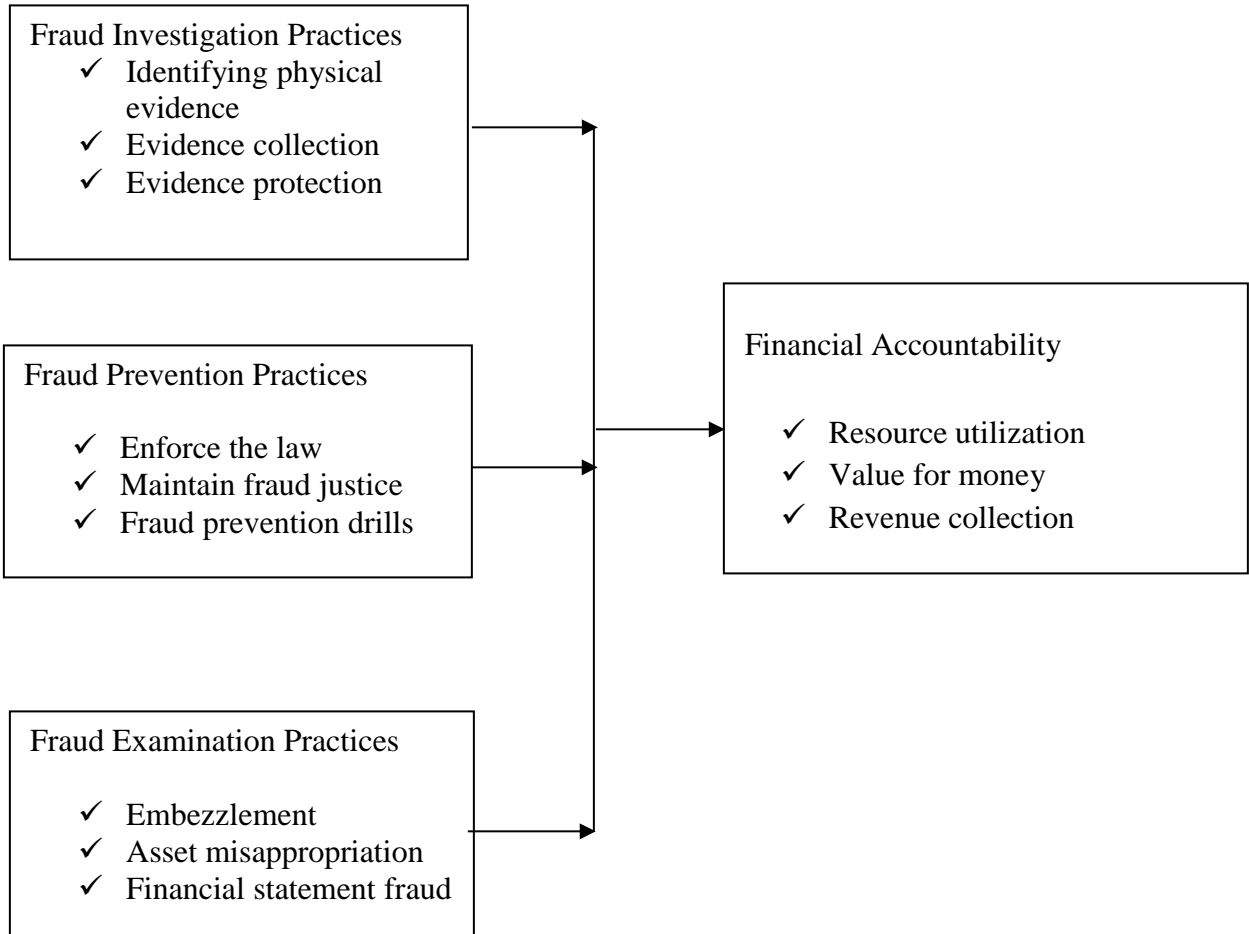 Fraud Investigation Practices
✓ Identifying physical
evidence
✓ Evidence collection
✓ Evidence protection
Fraud Prevention Practices
✓ Enforce the law
✓ Maintain fraud justice
✓ Fraud prevention drills
Fraud Examination Practices
✓ Embezzlement
✓ Asset misappropriation
✓ Financial statement fraud
Financial Accountability
✓ Resource utilization
✓ Value for money
✓ Revenue collection